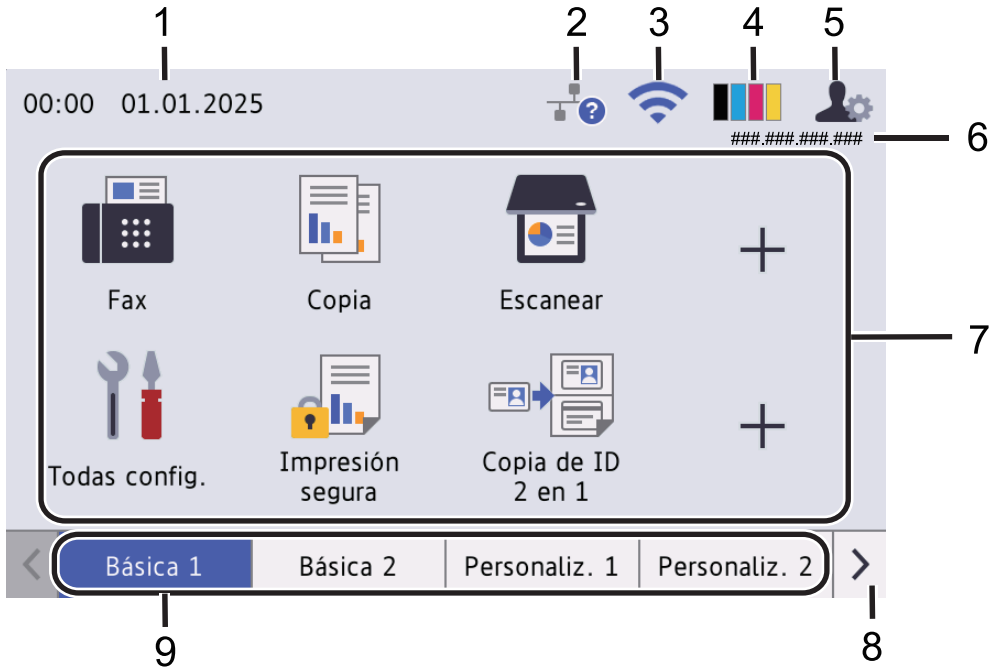 1 2 3 4 5
00:00 01.01.2025
?
###.###.###.### 6
Fax Copia Escanear +
7
Todas config. Impresión segura Copia de ID 2 en 1 +
< Básica 1 Básica 2 Personaliz. 1 Personaliz. 2 >
9 8